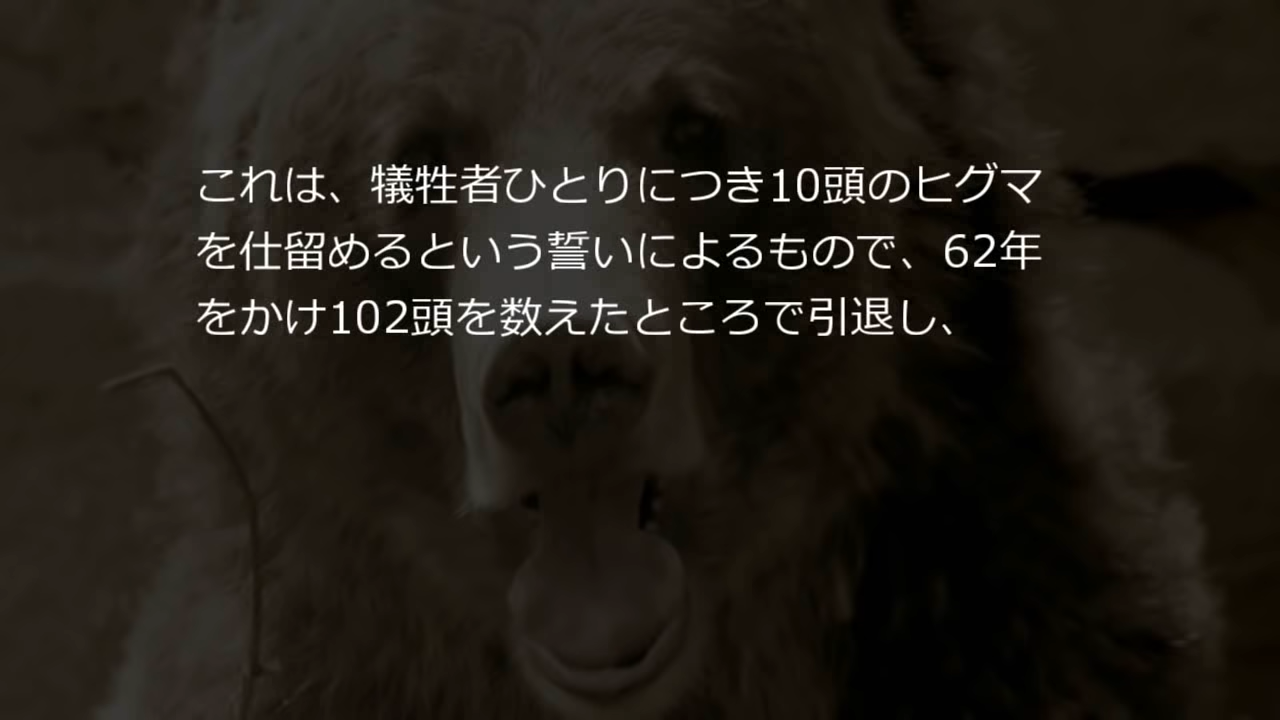 これは、犠牲者ひとりにつき10頭のヒグマ
を仕留めるという誓いによるもので、62年
をかけ102頭を数えたところで引退し、